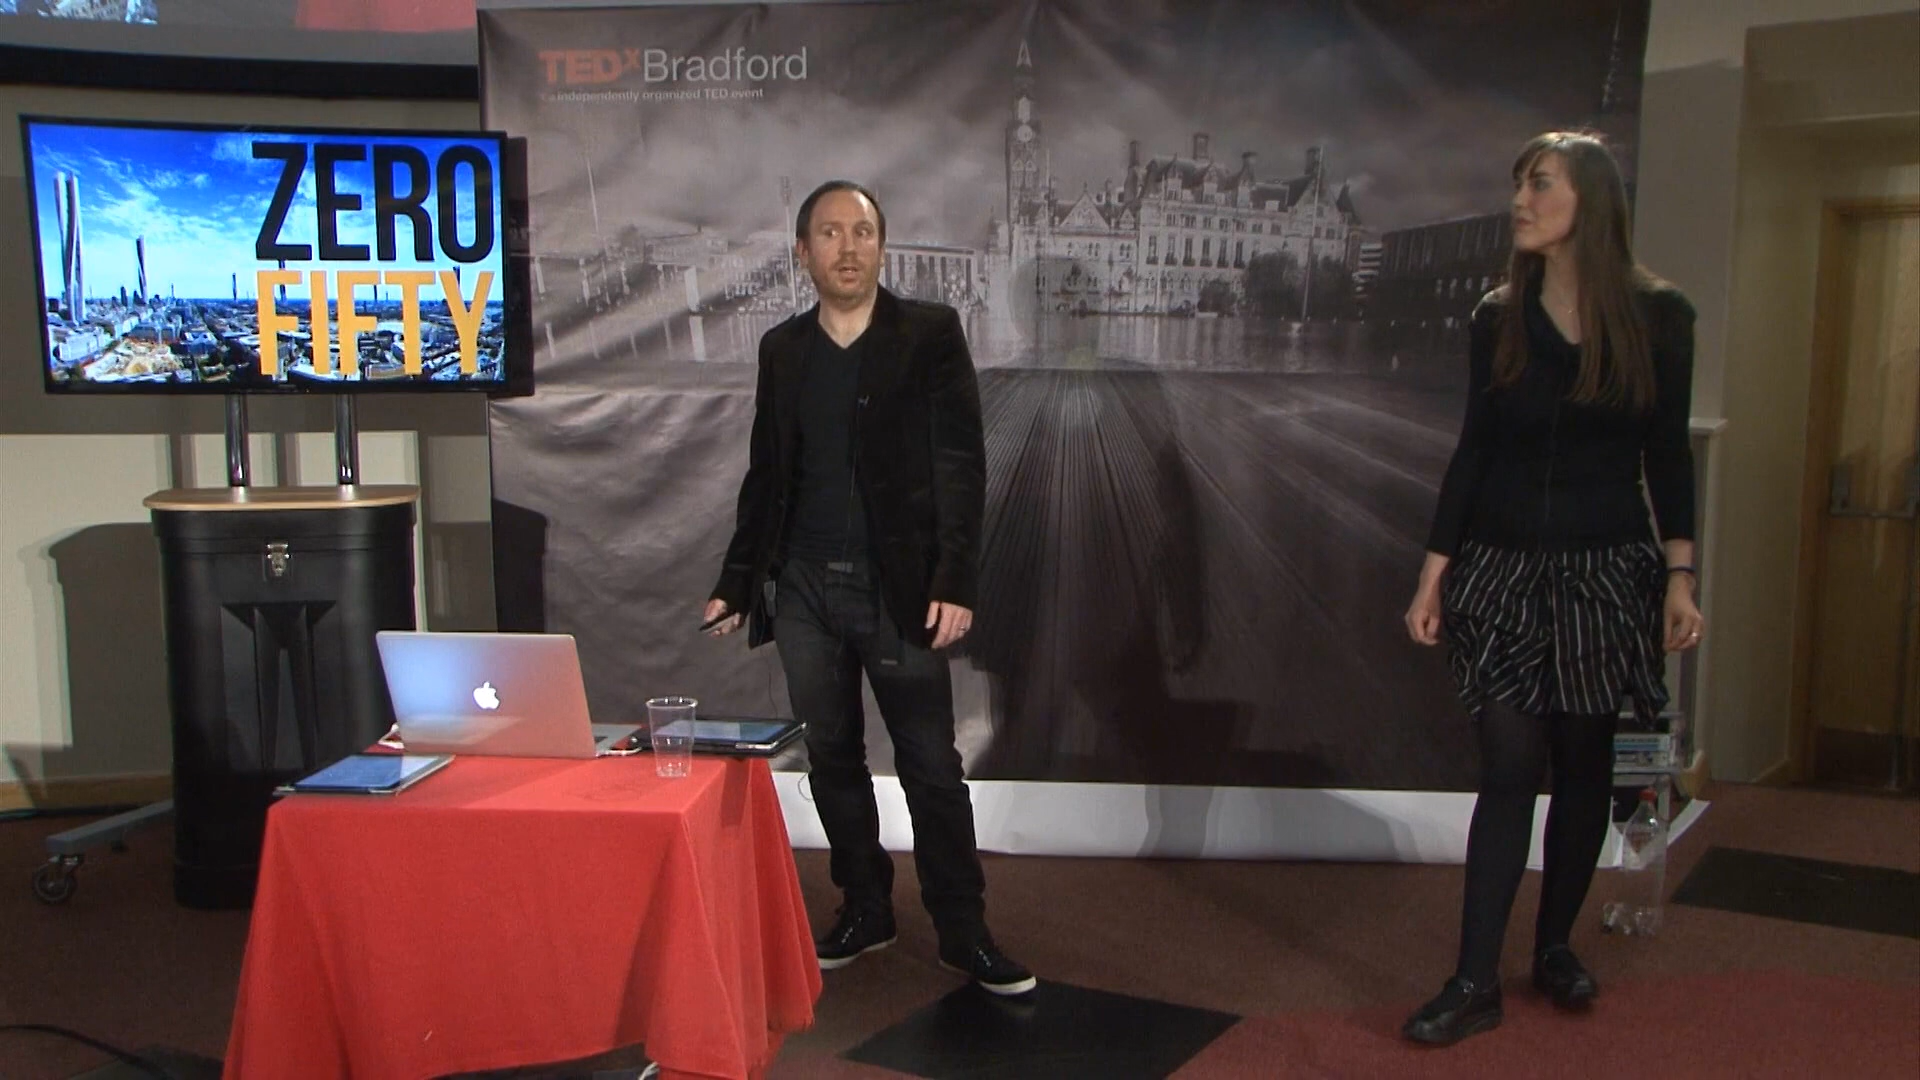 TEDxBradford
x = independently organized TED event
ZERO
FIFTY